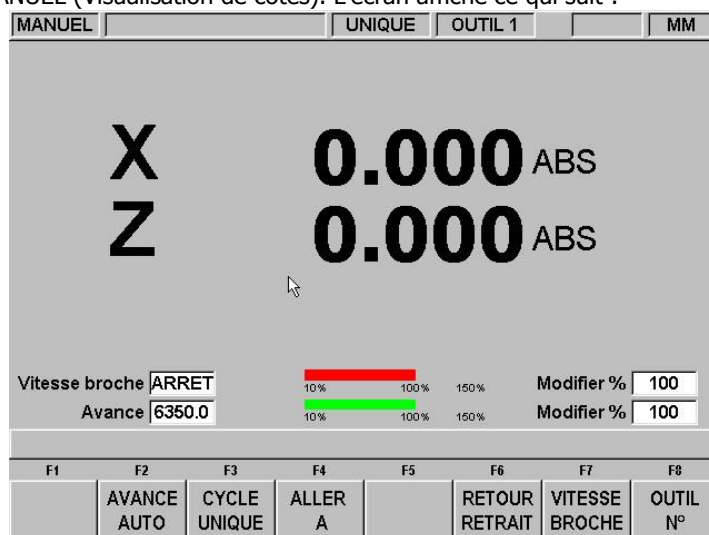 ANUEL (Visualisation de cotes). L'écran affiche ce qui suit :
MANUEL UNIQUE OUTIL 1 MM
X 0.000 ABS
Z 0.000 ABS
Vitesse broche ARRET 10% 100% 150% Modifier % 100
Avance 6350.0 10% 100% 150% Modifier % 100
F1 F2 F3 F4 F5 F6 F7 F8
AVANCE CYCLE ALLER RETOUR VITESSE OUTIL
AUTO UNIQUE A RETRAIT BROCHE N°